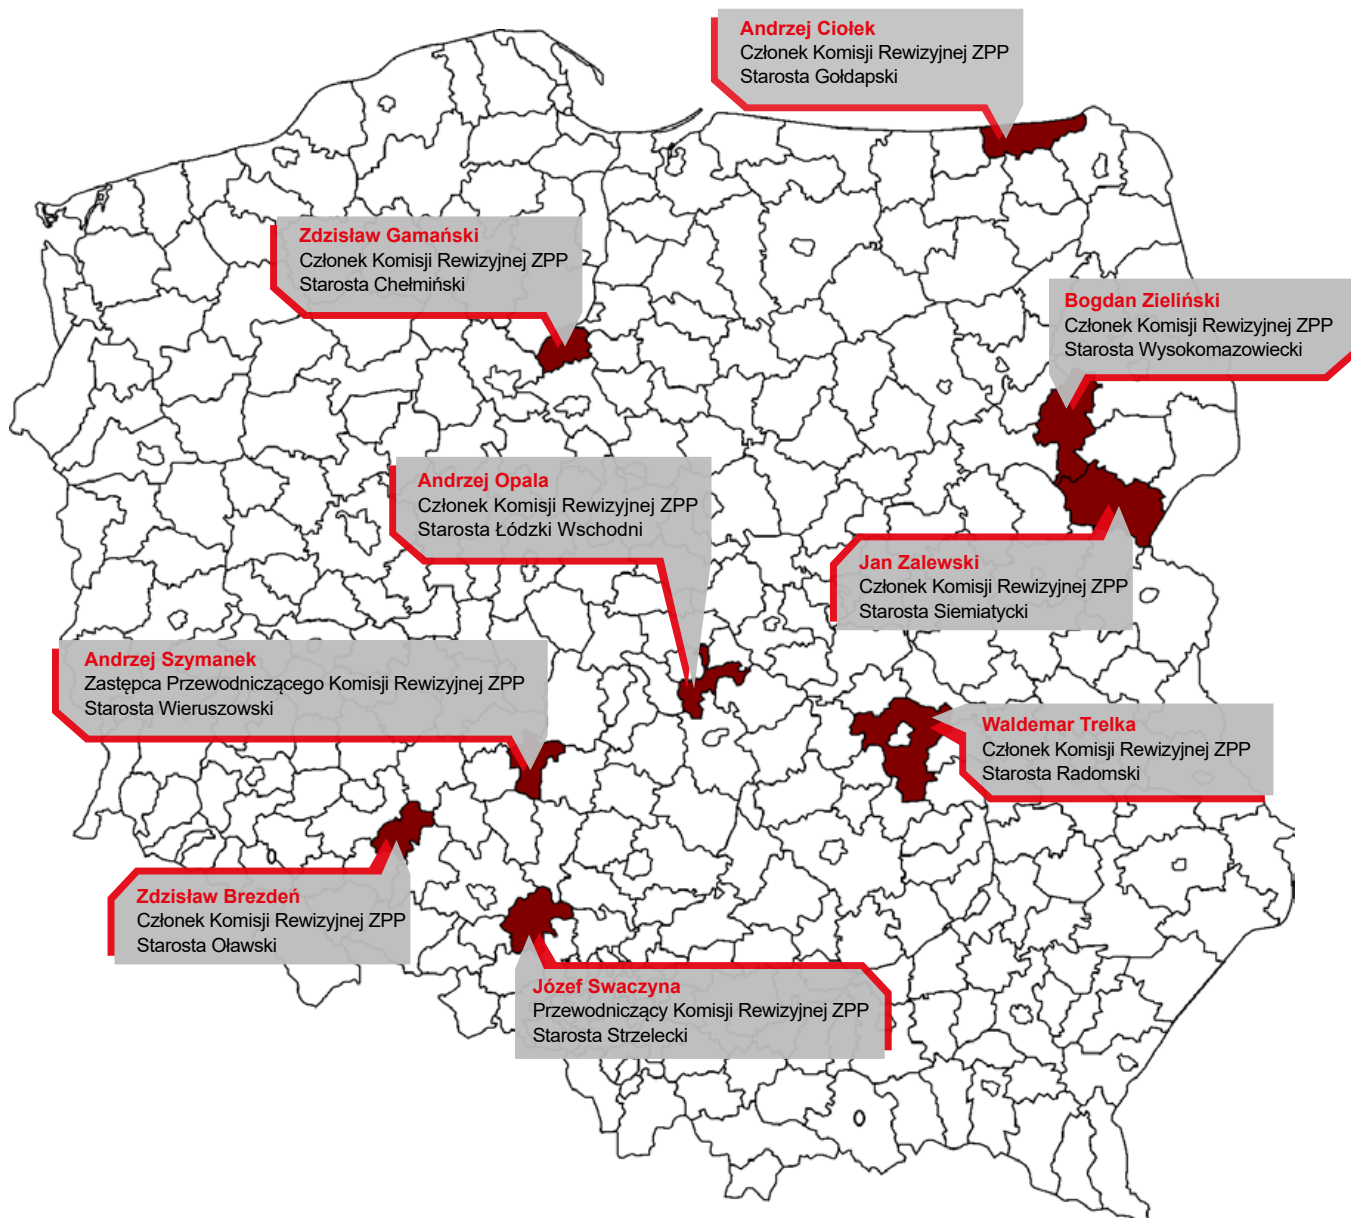 Andrzej Ciołek
Członek Komisji Rewizyjnej ZPP
Starosta Gołdapski
Zdzisław Gamański
Członek Komisji Rewizyjnej ZPP
Starosta Chełmiński
Bogdan Zieliński
Członek Komisji Rewizyjnej ZPP
Starosta Wysokomazowiecki
Andrzej Opala
Członek Komisji Rewizyjnej ZPP
Starosta Łódzki Wschodni
Jan Zalewski
Członek Komisji Rewizyjnej ZPP
Starosta Siemiatycki
Andrzej Szymanek
Zastępca Przewodniczącego Komisji Rewizyjnej ZPP
Starosta Wieruszowski
Waldemar Trelka
Członek Komisji Rewizyjnej ZPP
Starosta Radomski
Zdzisław Brezdeń
Członek Komisji Rewizyjnej ZPP
Starosta Oławski
Józef Swaczyna
Przewodniczący Komisji Rewizyjnej ZPP
Starosta Strzelecki